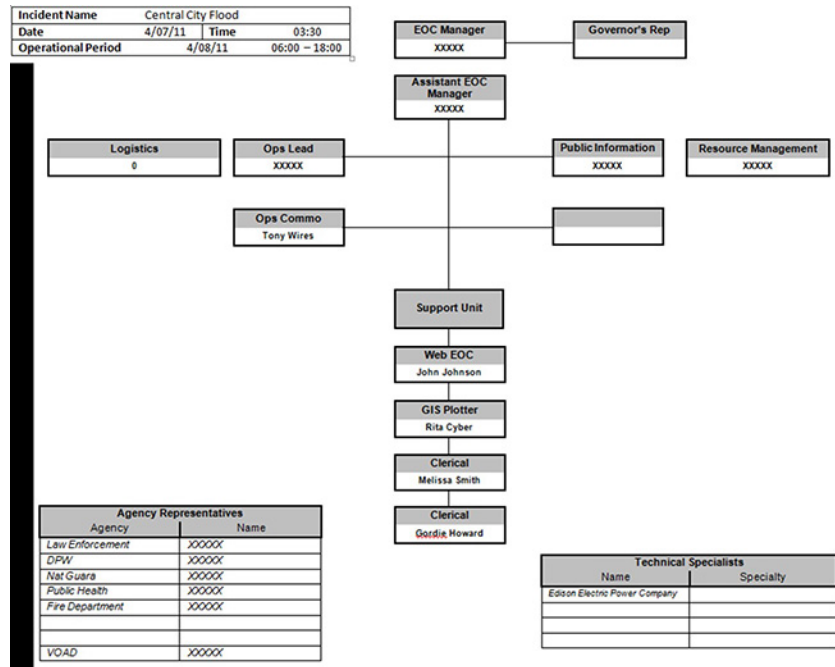 Incident Name Central City Flood
Date 4/07/11 Time 03:30
Operational Period 4/08/11 06:00 – 18:00
EOC Manager
XXXXX
Governor's Rep
Assistant EOC
Manager
XXXXX
Logistics
0
Ops Lead
XXXXX
Public Information
XXXXX
Resource Management
XXXXX
Ops Commo
Tony Wires
Support Unit
Web EOC
John Johnson
GIS Plotter
Rita Cyber
Clerical
Melissa Smith
Clerical
Gordie Howard
Agency Representatives
Agency Name
Law Enforcement XXXXX
DPW XXXXX
Nat Guara XXXXX
Public Health XXXXX
Fire Department XXXXX
VOAD XXXXX
Technical Specialists
Name Specialty
Edison Electric Power Company